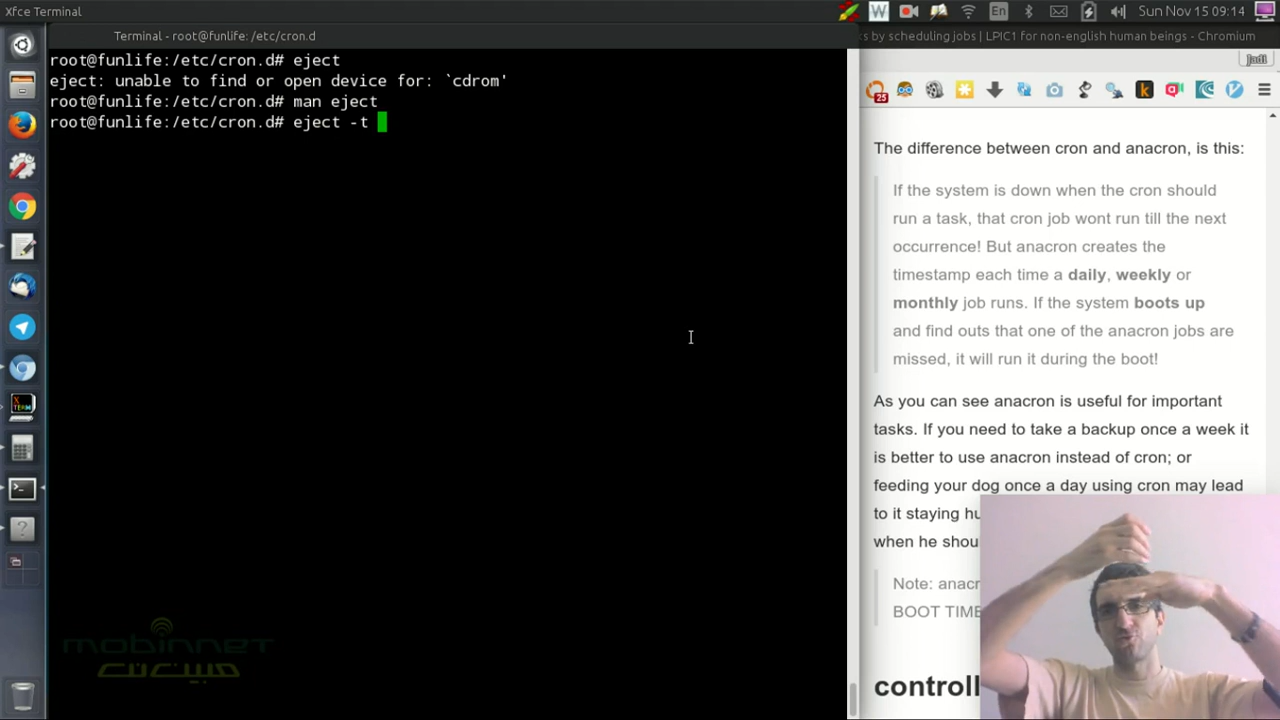 Xfce Terminal
En
Sun Nov 15 09:14
Terminal - root@funlife: /etc/cron.d
ks by scheduling jobs | LPIC1 for non-english human beings - Chromium
Jadi
root@funlife:/etc/cron.d# eject
eject: unable to find or open device for: `cdrom'
root@funlife:/etc/cron.d# man eject
root@funlife:/etc/cron.d# eject -t
25
The difference between cron and anacron, is this:
If the system is down when the cron should
run a task, that cron job wont run till the next
occurrence! But anacron creates the
timestamp each time a daily, weekly or
monthly job runs. If the system boots up
and find outs that one of the anacron jobs are
missed, it will run it during the boot!
As you can see anacron is useful for important
tasks. If you need to take a backup once a week it
is better to use anacron instead of cron; or
feeding your dog once a day using cron may lead
to it staying hu
when he shou
Note: anacr
BOOT TIME
controll
mobinnet
مبین‌نت